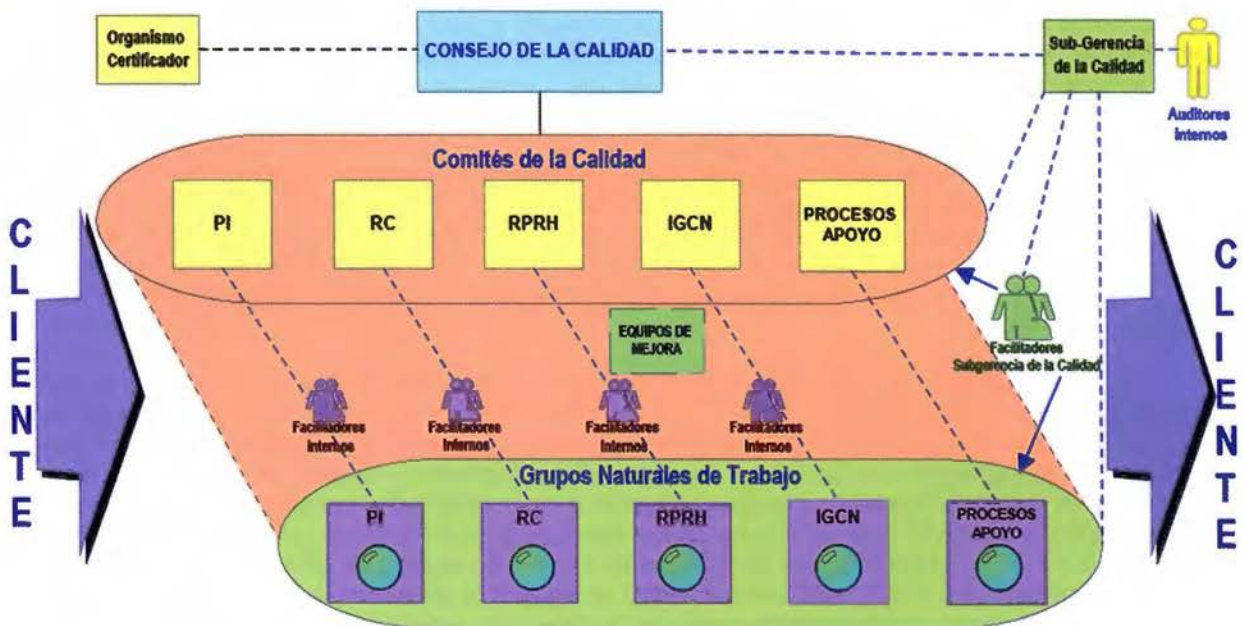 Organismo
Certificador
CONSEJO DE LA CALIDAD
Sub-Gerencia
de la Calidad
Auditores
Internos
Comités de la Calidad
PI
RC
RPRH
IGCN
PROCESOS
APOYO
CLIENTE
CLIENTE
EQUIPOS DE
MEJORA
Facilitadores
Subgerencia de la Calidad
Facilitadores
Internos
Facilitadores
Internos
Facilitadores
Internos
Facilitadores
Internos
Grupos Naturales de Trabajo
PI
RC
RPRH
IGCN
PROCESOS
APOYO